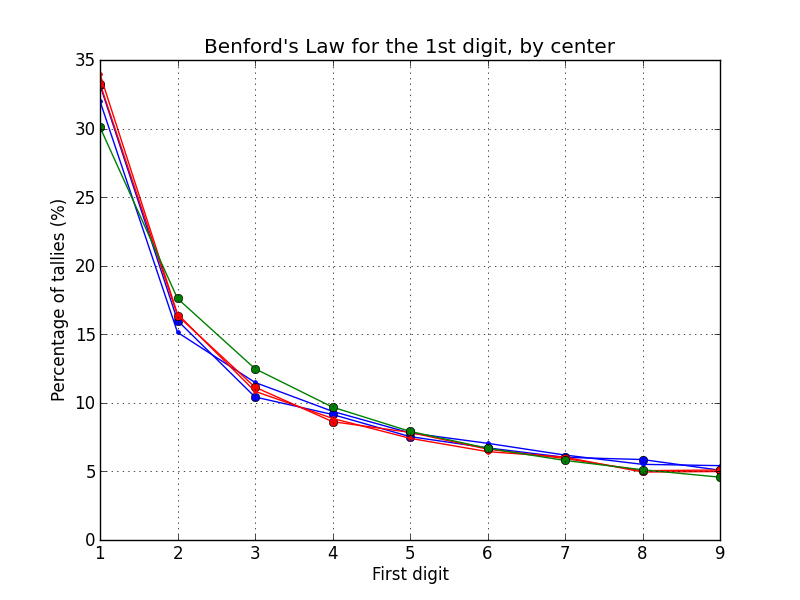 Benford's Law for the 1st digit, by center
35
30
25
20
15
10
5
0
Percentage of tallies (%)
1 2 3 4 5 6 7 8 9
First digit